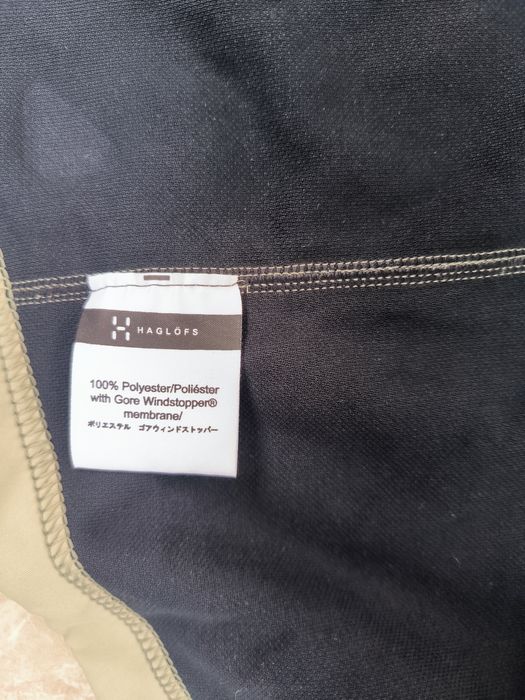 HAGLÖFS
100% Polyester/Poliéster
with Gore Windstopper®
membrane/
ポリエステル ゴアウィンドストッパー